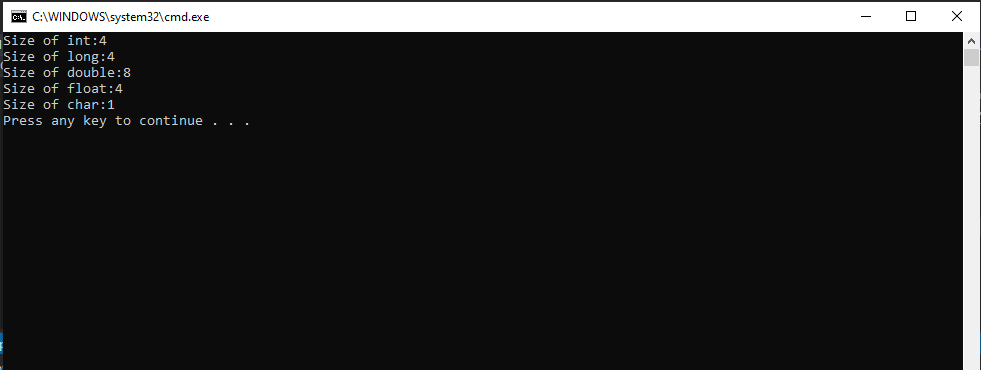 C:\WINDOWS\system32\cmd.exe
Size of int:4
Size of long:4
Size of double:8
Size of float:4
Size of char:1
Press any key to continue . . .